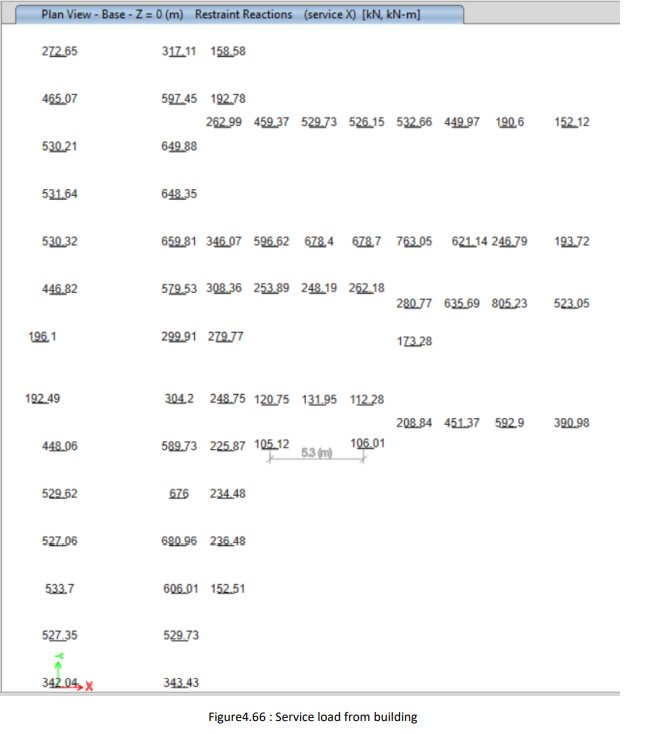 Plan View - Base - Z = 0 (m) Restraint Reactions (service X) [kN, kN-m]
272.65 317.11 158.58
465.07 597.45 192.78
262.99 459.37 529.73 526.15 532.66 449.97 190.6 152.12
530.21 649.88
531.64 648.35
530.32 659.81 346.07 596.62 678.4 678.7 763.05 621.14 246.79 193.72
446.82 579.53 308.36 253.89 248.19 262.18
280.77 635.69 805.23 523.05
196.1 299.91 279.77
173.28
192.49 304.2 248.75 120.75 131.95 112.28
208.84 451.37 592.9 390.98
448.06 589.73 225.87 105.12 106.01
5.3 (m)
529.62 676 234.48
527.06 680.96 236.48
533.7 606.01 152.51
527.35 529.73
Y
342.04 X 343.43
Figure4.66 : Service load from building